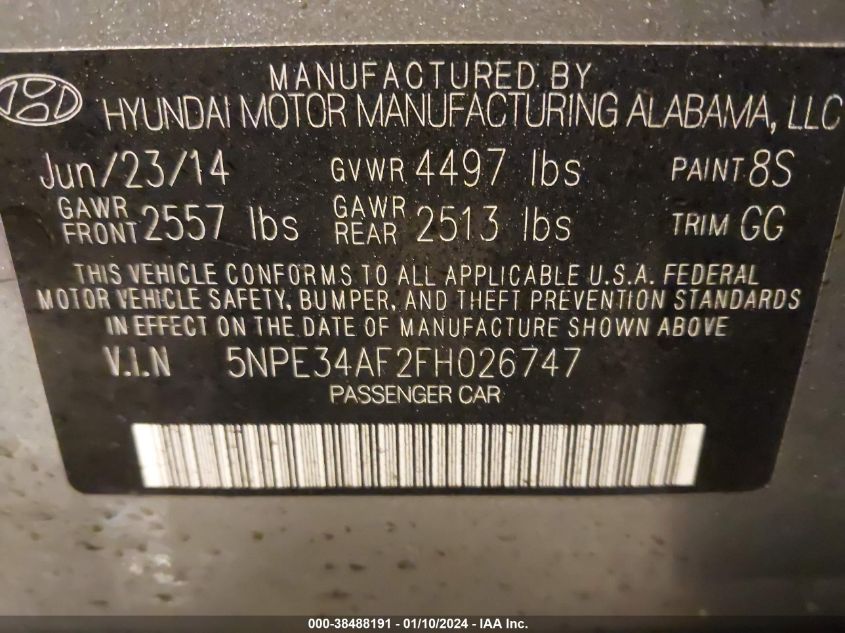 MANUFACTURED BY
HYUNDAI MOTOR MANUFACTURING ALABAMA, LLC
Jun/23/14 GVWR 4497 lbs PAINT 8S
GAWR FRONT 2557 lbs GAWR REAR 2513 lbs TRIM GG
THIS VEHICLE CONFORMS TO ALL APPLICABLE U.S.A. FEDERAL
MOTOR VEHICLE SAFETY, BUMPER, AND THEFT PREVENTION STANDARDS
IN EFFECT ON THE DATE OF MANUFACTURE SHOWN ABOVE
V.I.N 5NPE34AF2FH026747
PASSENGER CAR
000-38488191 - 01/10/2024 - IAA Inc.